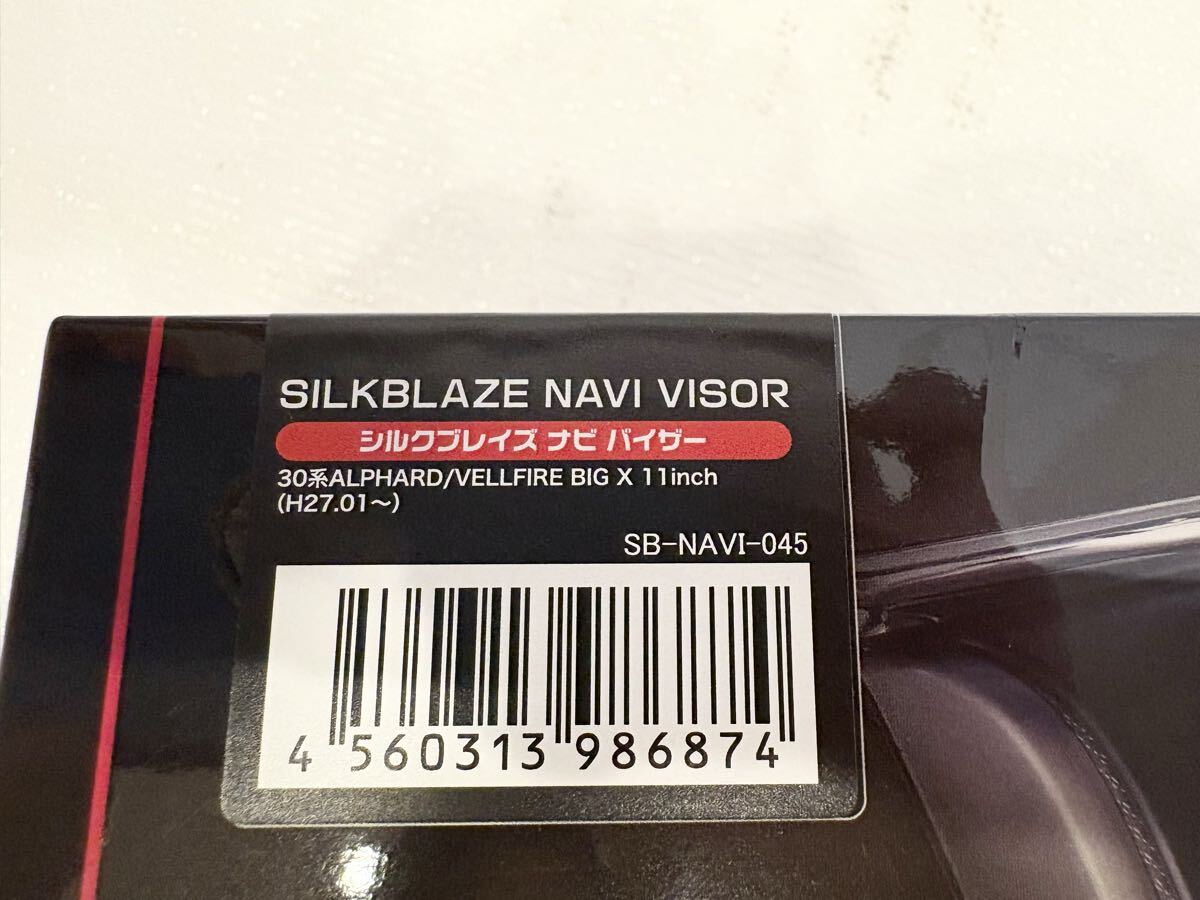 SILKBLAZE NAVI VISOR
シルクブレイズ ナビ バイザー
30系ALPHARD/VELLFIRE BIG X 11inch
(H27.01～)
SB-NAVI-045
4 560313 986874